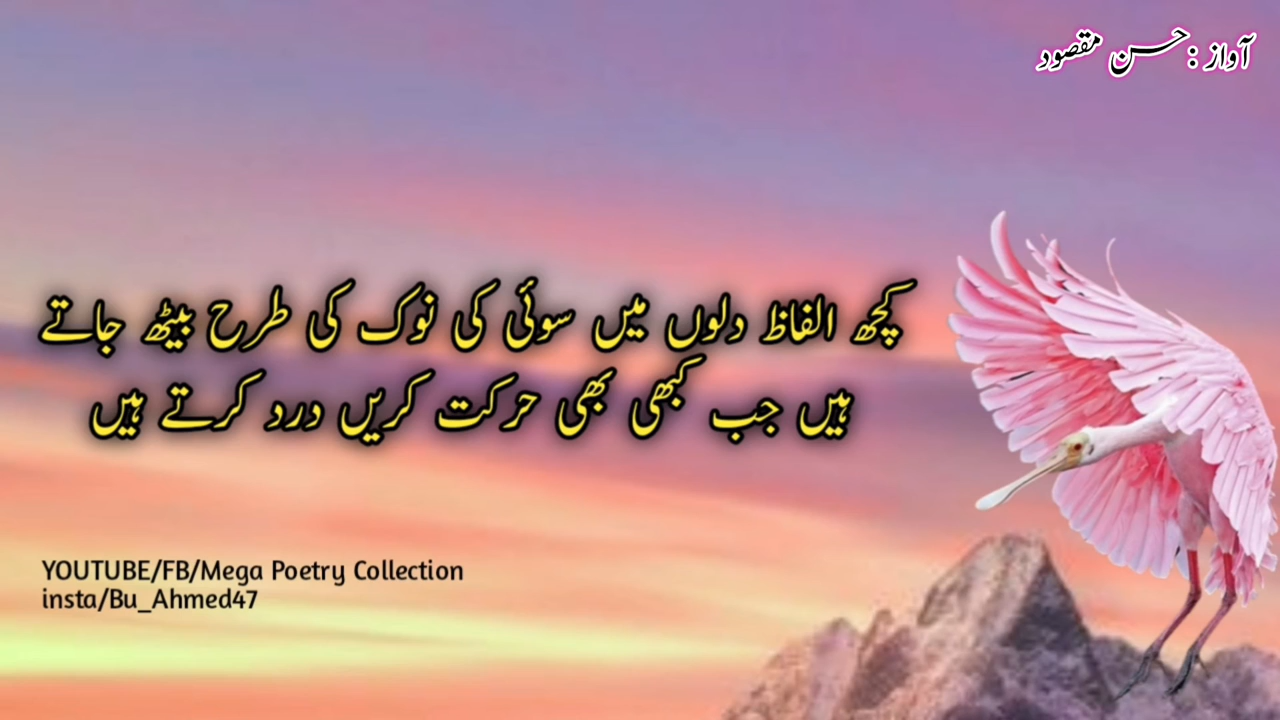 آواز : حسن مقصود
کچھ الفاظ دلوں میں سوئی کی نوک کی طرح بیٹھ جاتے
ہیں جب کبھی بھی حرکت کریں درد کرتے ہیں
YOUTUBE/FB/Mega Poetry Collection
insta/Bu_Ahmed47